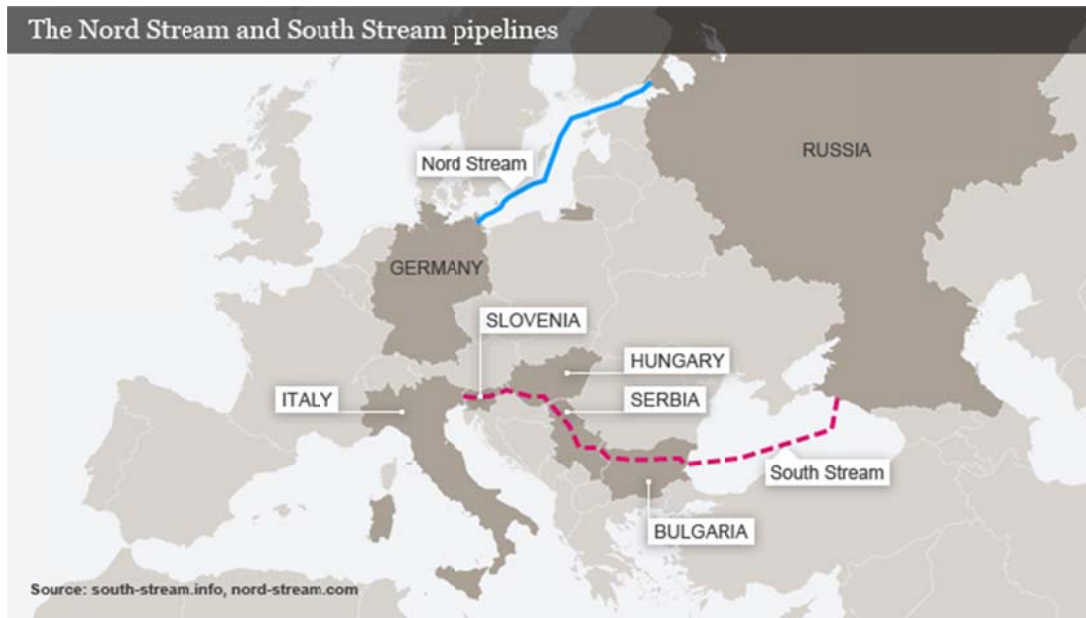 The Nord Stream and South Stream pipelines
RUSSIA
Nord Stream
GERMANY
SLOVENIA
HUNGARY
ITALY
SERBIA
South Stream
BULGARIA
Source: south-stream.info, nord-stream.com